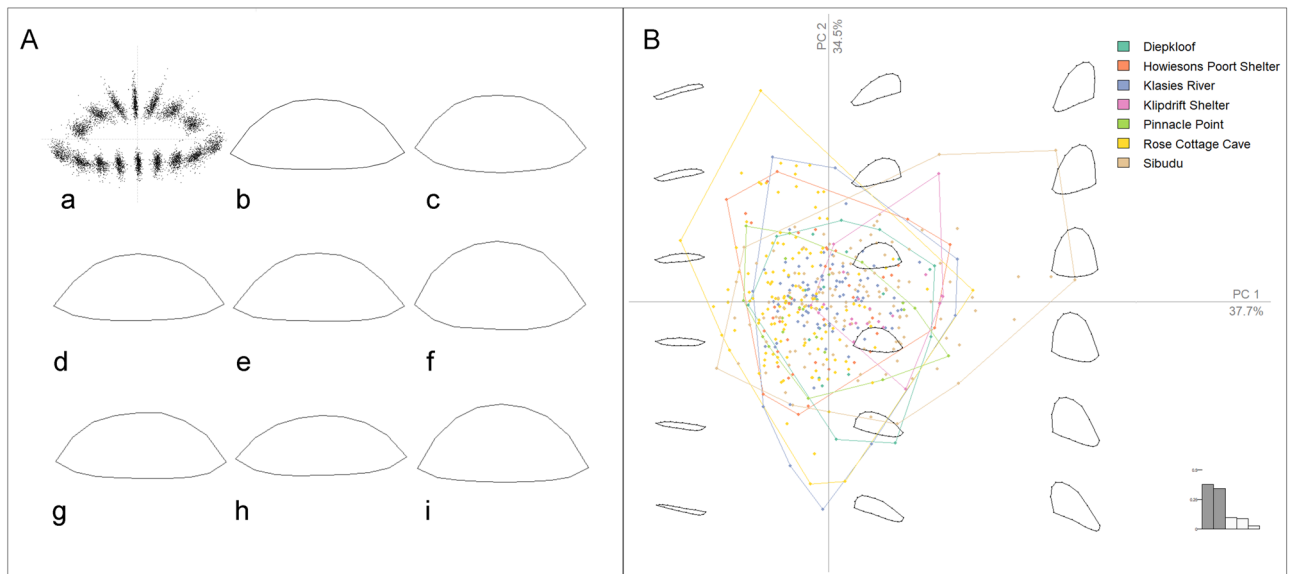 A
a
b
c
d
e
f
g
h
i
B
PC 2
34.5%
Diepkloof
Howiesons Poort Shelter
Klasies River
Klipdrift Shelter
Pinnacle Point
Rose Cottage Cave
Sibudu
PC 1
37.7%